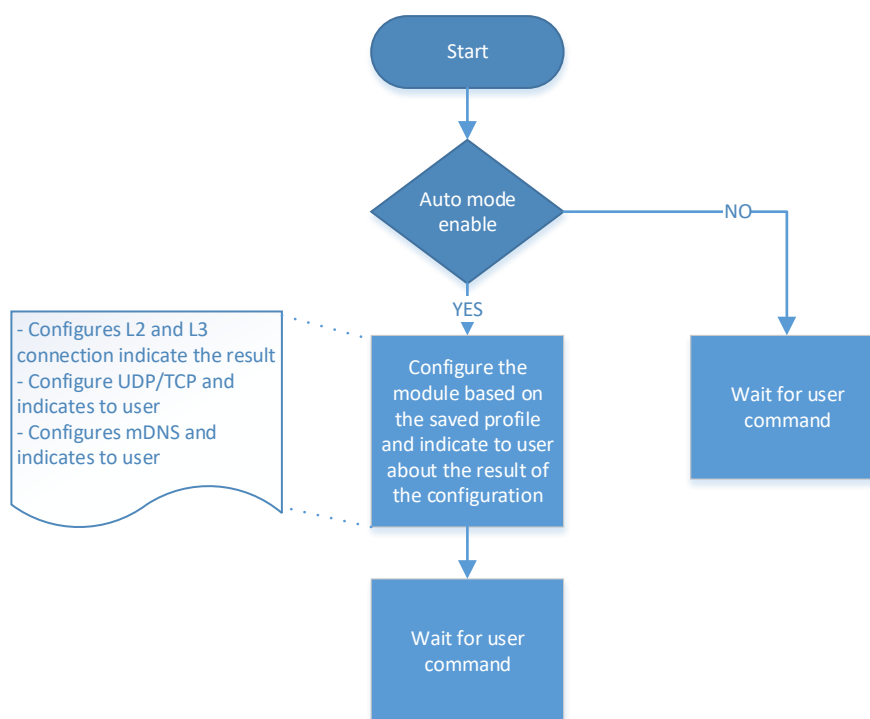 Start
Auto mode
enable
NO
YES
- Configures L2 and L3
connection indicate the result
- Configure UDP/TCP and
indicates to user
- Configures mDNS and
indicates to user
Configure the
module based on
the saved profile
and indicate to user
about the result of
the configuration
Wait for user
command
Wait for user
command